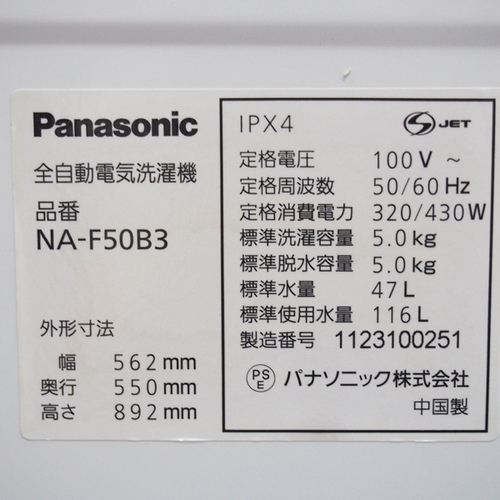 Panasonic
全自動電気洗濯機
品番
NA-F50B3
外形寸法
幅 562mm
奥行 550mm
高さ 892mm
IPX4 S JET
定格電圧 100V ~
定格周波数 50/60Hz
定格消費電力 320/430W
標準洗濯容量 5.0kg
標準脱水容量 5.0kg
標準水量 47L
標準使用水量 116L
製造番号 1123100251
PSE パナソニック株式会社
中国製